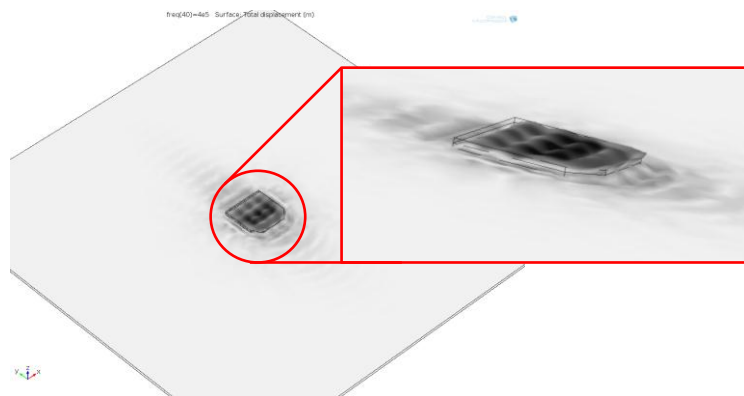 freq(40)=4e5   Surface: Total displacement (m)
y z x